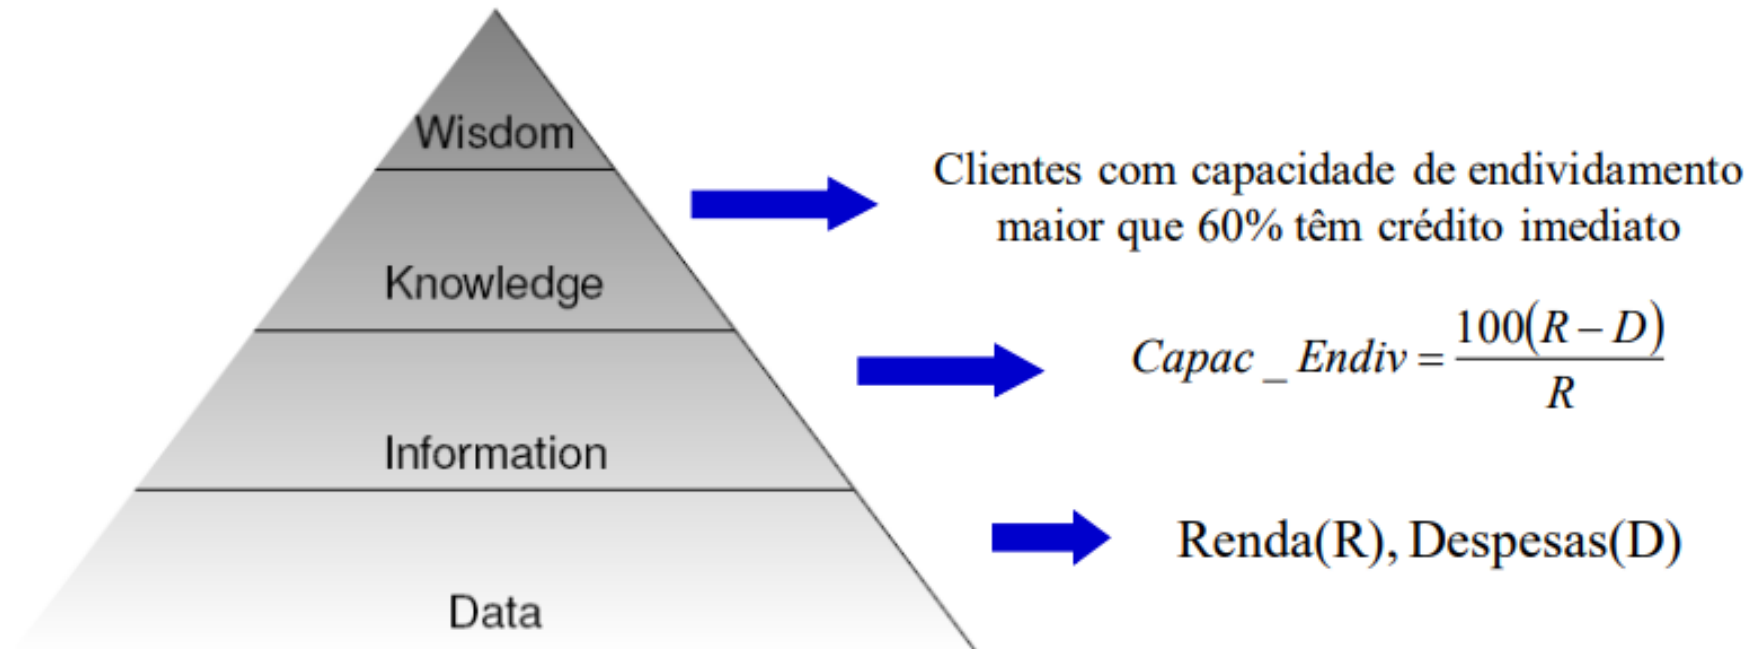 Wisdom
Clientes com capacidade de endividamento
maior que 60% têm crédito imediato
Knowledge
Capac _ Endiv = 100(R – D) / R
Information
Renda(R), Despesas(D)
Data